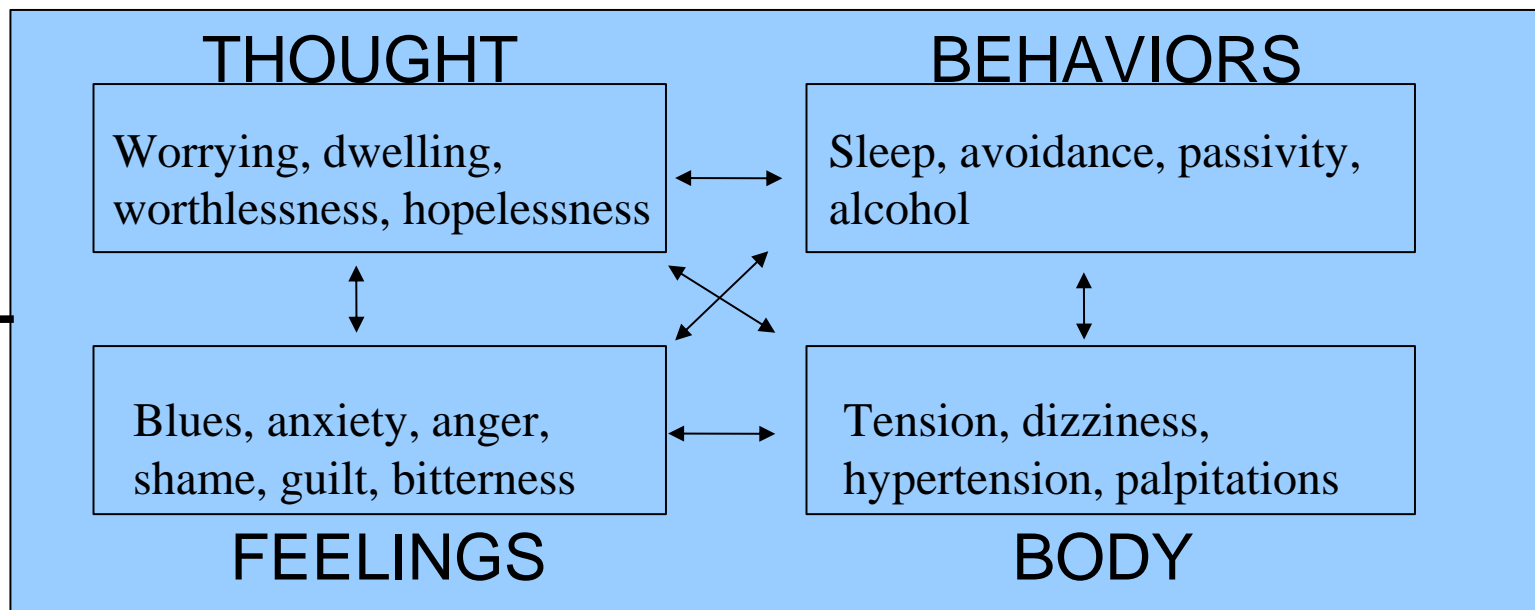 THOUGHT
Worrying, dwelling,
worthlessness, hopelessness
BEHAVIORS
Sleep, avoidance, passivity,
alcohol
Blues, anxiety, anger,
shame, guilt, bitterness
FEELINGS
Tension, dizziness,
hypertension, palpitations
BODY